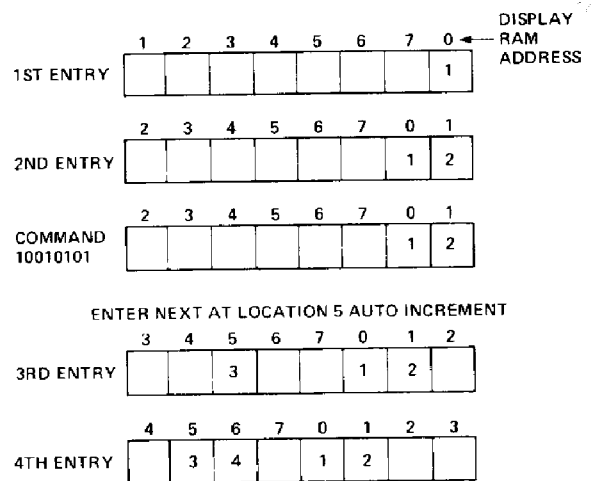 DISPLAY
1 2 3 4 5 6 7 0 RAM
ADDRESS
1ST ENTRY 1
2 3 4 5 6 7 0 1
2ND ENTRY 1 2
2 3 4 5 6 7 0 1
COMMAND
10010101 1 2
ENTER NEXT AT LOCATION 5 AUTO INCREMENT
3 4 5 6 7 0 1 2
3RD ENTRY 3 1 2
4 5 6 7 0 1 2 3
4TH ENTRY 3 4 1 2